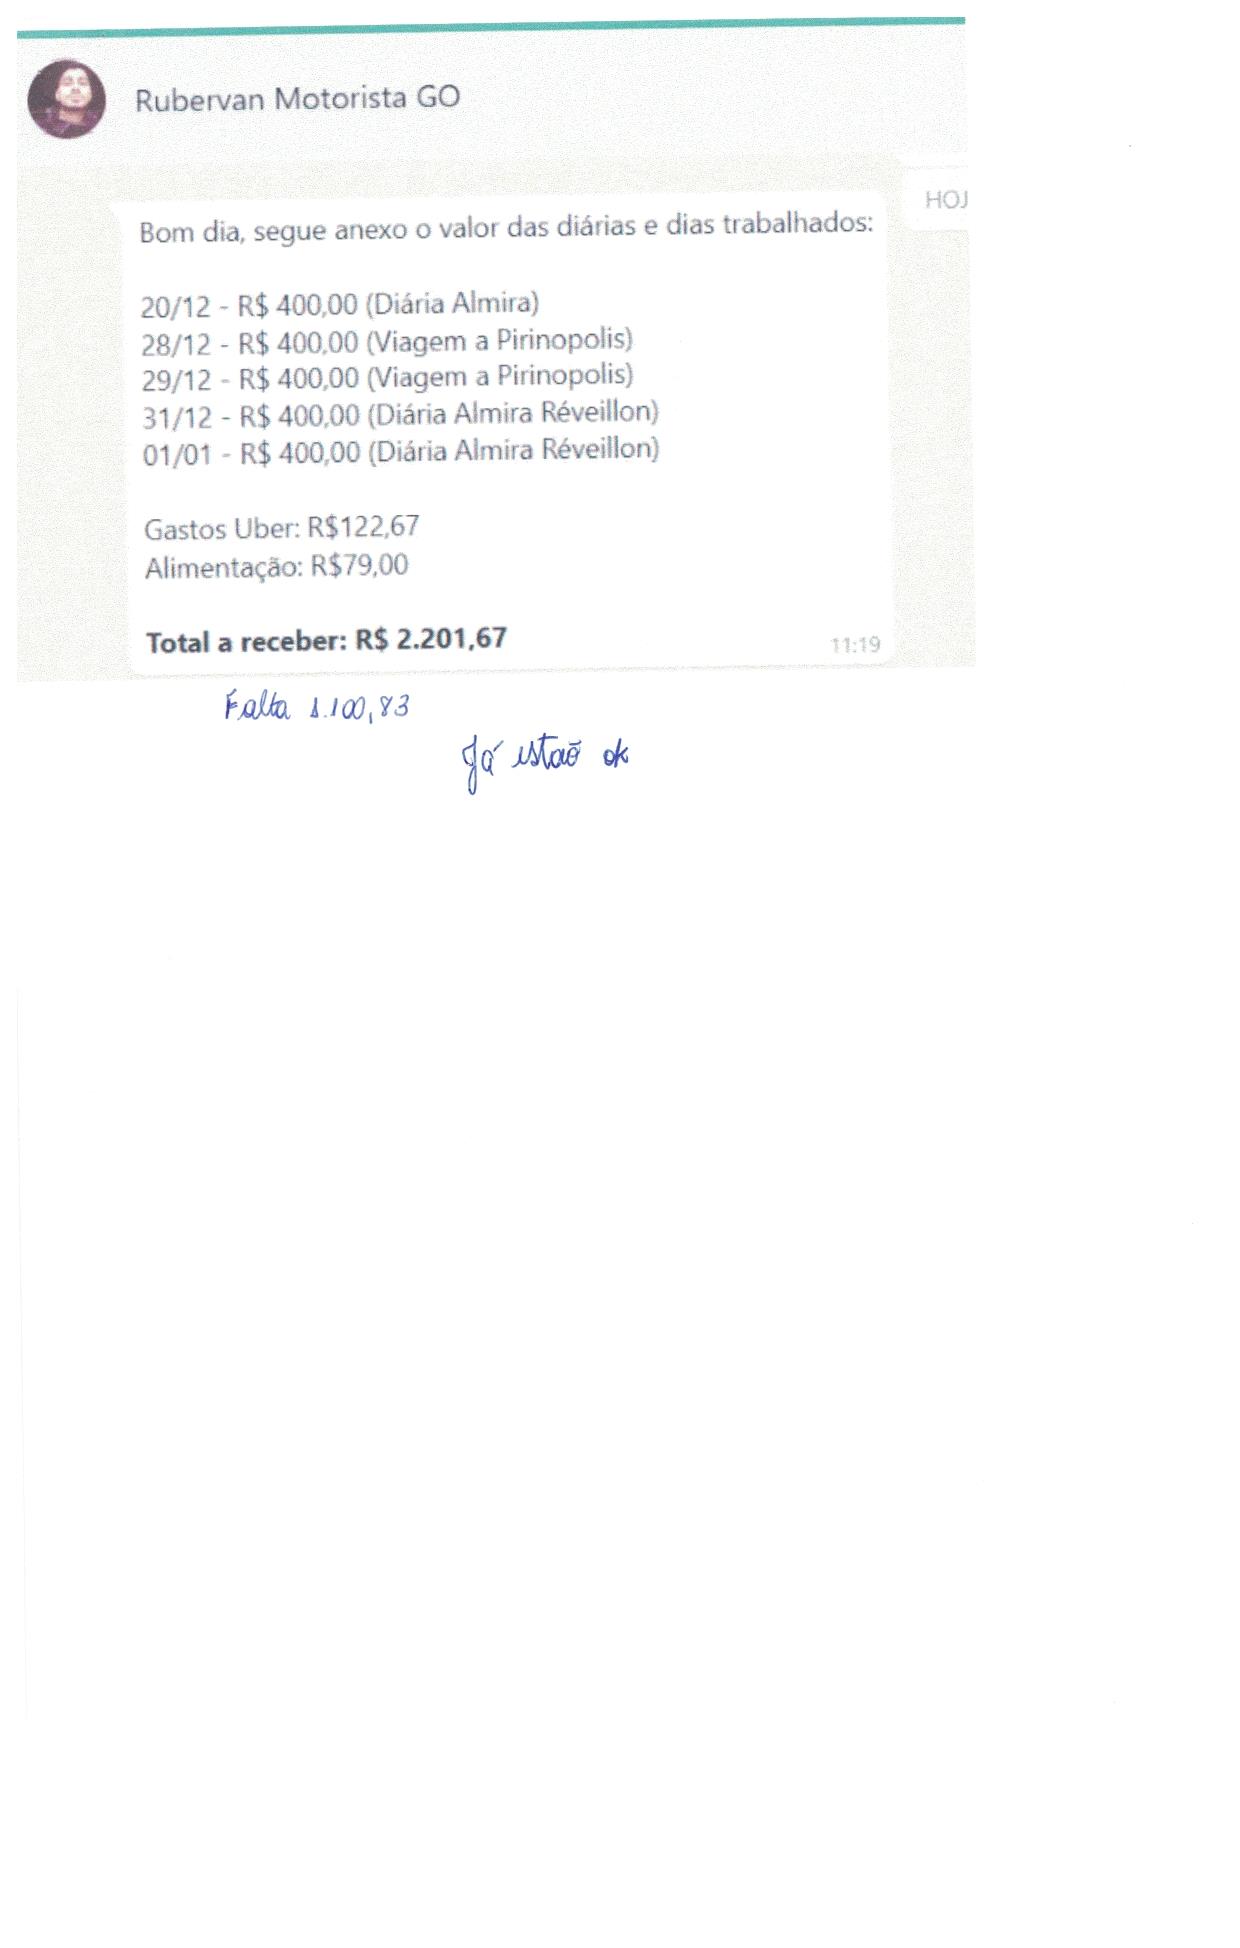 Rubervan Motorista GO
HOJ
Bom dia, segue anexo o valor das diárias e dias trabalhados:
20/12 - R$ 400,00 (Diária Almira)
28/12 - R$ 400,00 (Viagem a Pirinopolis)
29/12 - R$ 400,00 (Viagem a Pirinopolis)
31/12 - R$ 400,00 (Diária Almira Réveillon)
01/01 - R$ 400,00 (Diária Almira Réveillon)
Gastos Uber: R$122,67
Alimentação: R$79,00
Total a receber: R$ 2.201,67
11:19
Falta 1.100,83
Já istaõ ok